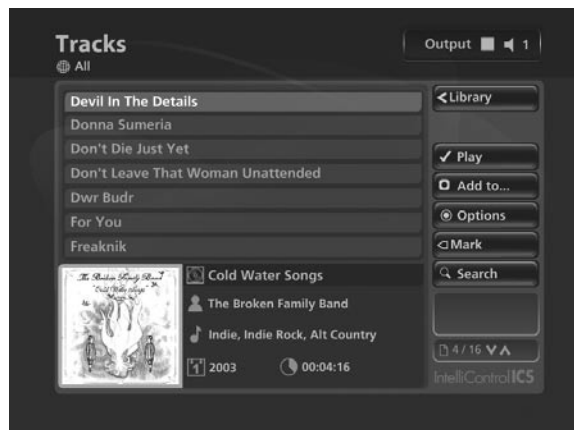 Tracks
All
Output 1
Devil In The Details
Donna Sumeria
Don't Die Just Yet
Don't Leave That Woman Unattended
Dwr Budr
For You
Freaknik
Library
Play
Add to...
Options
Mark
Search
The Broken Family Band
"Cold Water Songs"
Cold Water Songs
The Broken Family Band
Indie, Indie Rock, Alt Country
1
2003
00:04:16
4/16
IntelliControl ICS